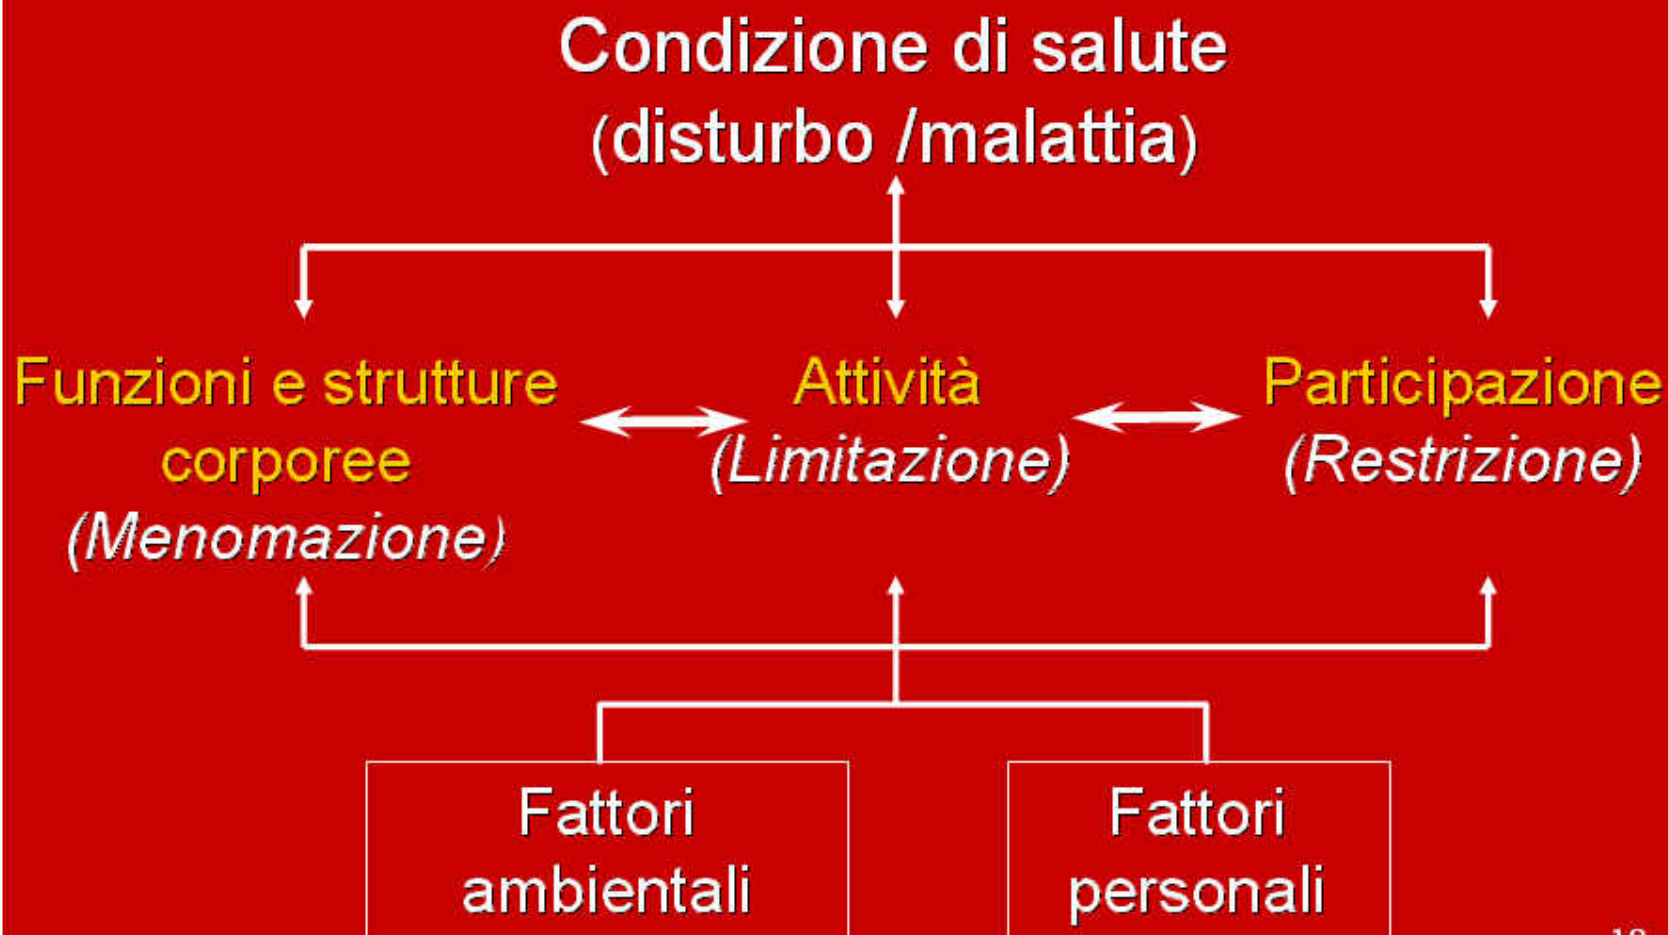 Condizione di salute
(disturbo /malattia)
Funzioni e strutture
corporee
(Menomazione)
Attività
(Limitazione)
Participazione
(Restrizione)
Fattori
ambientali
Fattori
personali